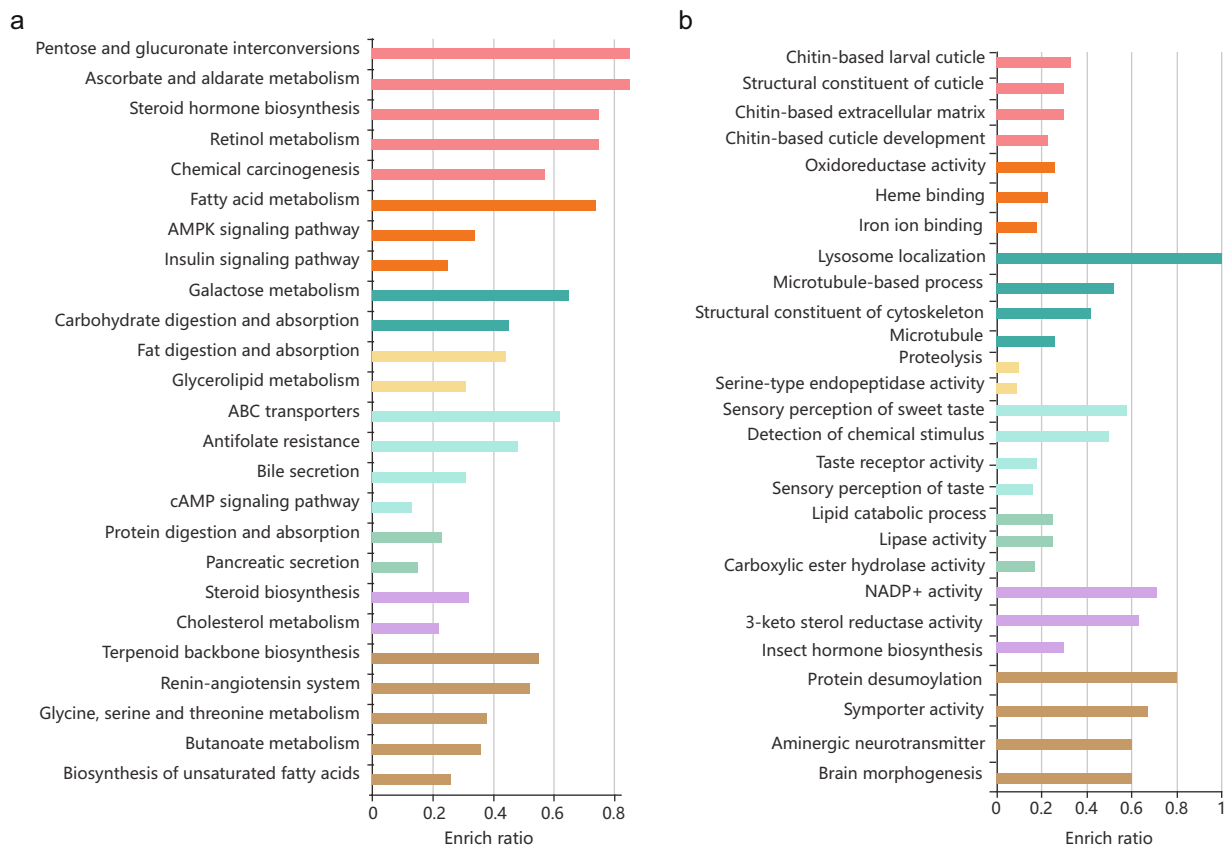 a
Pentose and glucuronate interconversions
Ascorbate and aldarate metabolism
Steroid hormone biosynthesis
Retinol metabolism
Chemical carcinogenesis
Fatty acid metabolism
AMPK signaling pathway
Insulin signaling pathway
Galactose metabolism
Carbohydrate digestion and absorption
Fat digestion and absorption
Glycerolipid metabolism
ABC transporters
Antifolate resistance
Bile secretion
cAMP signaling pathway
Protein digestion and absorption
Pancreatic secretion
Steroid biosynthesis
Cholesterol metabolism
Terpenoid backbone biosynthesis
Renin-angiotensin system
Glycine, serine and threonine metabolism
Butanoate metabolism
Biosynthesis of unsaturated fatty acids
0 0.2 0.4 0.6 0.8
Enrich ratio
b
Chitin-based larval cuticle
Structural constituent of cuticle
Chitin-based extracellular matrix
Chitin-based cuticle development
Oxidoreductase activity
Heme binding
Iron ion binding
Lysosome localization
Microtubule-based process
Structural constituent of cytoskeleton
Microtubule
Proteolysis
Serine-type endopeptidase activity
Sensory perception of sweet taste
Detection of chemical stimulus
Taste receptor activity
Sensory perception of taste
Lipid catabolic process
Lipase activity
Carboxylic ester hydrolase activity
NADP+ activity
3-keto sterol reductase activity
Insect hormone biosynthesis
Protein desumoylation
Symporter activity
Aminergic neurotransmitter
Brain morphogenesis
0 0.2 0.4 0.6 0.8 1
Enrich ratio